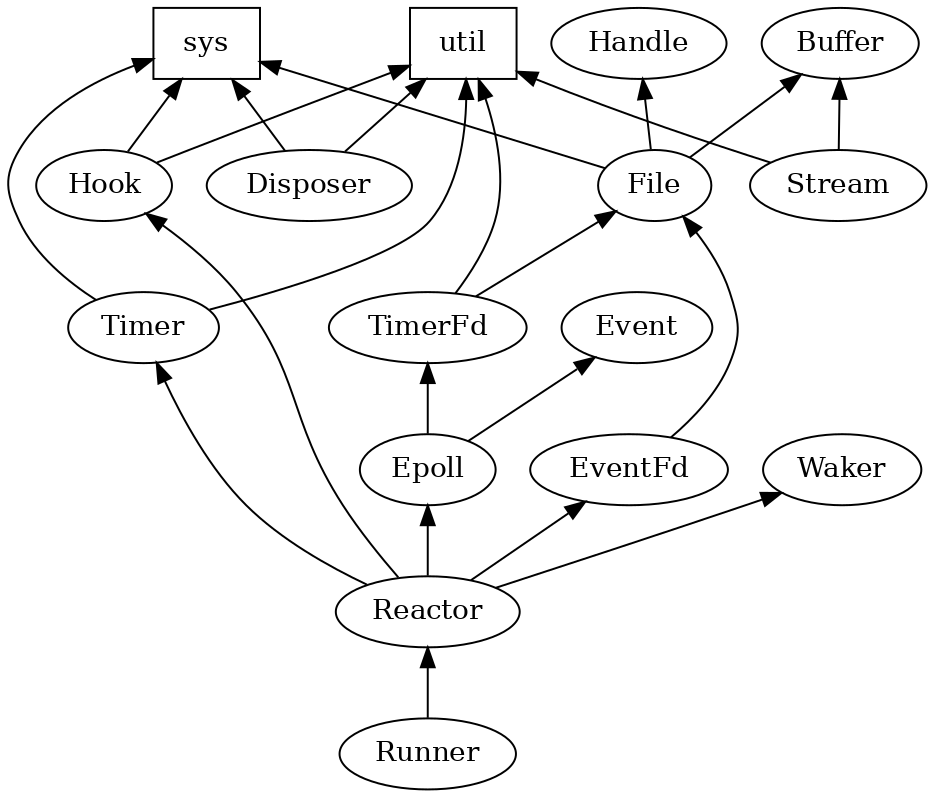 sys
util
Handle
Buffer
Hook
Disposer
File
Stream
Timer
TimerFd
Event
Epoll
EventFd
Waker
Reactor
Runner